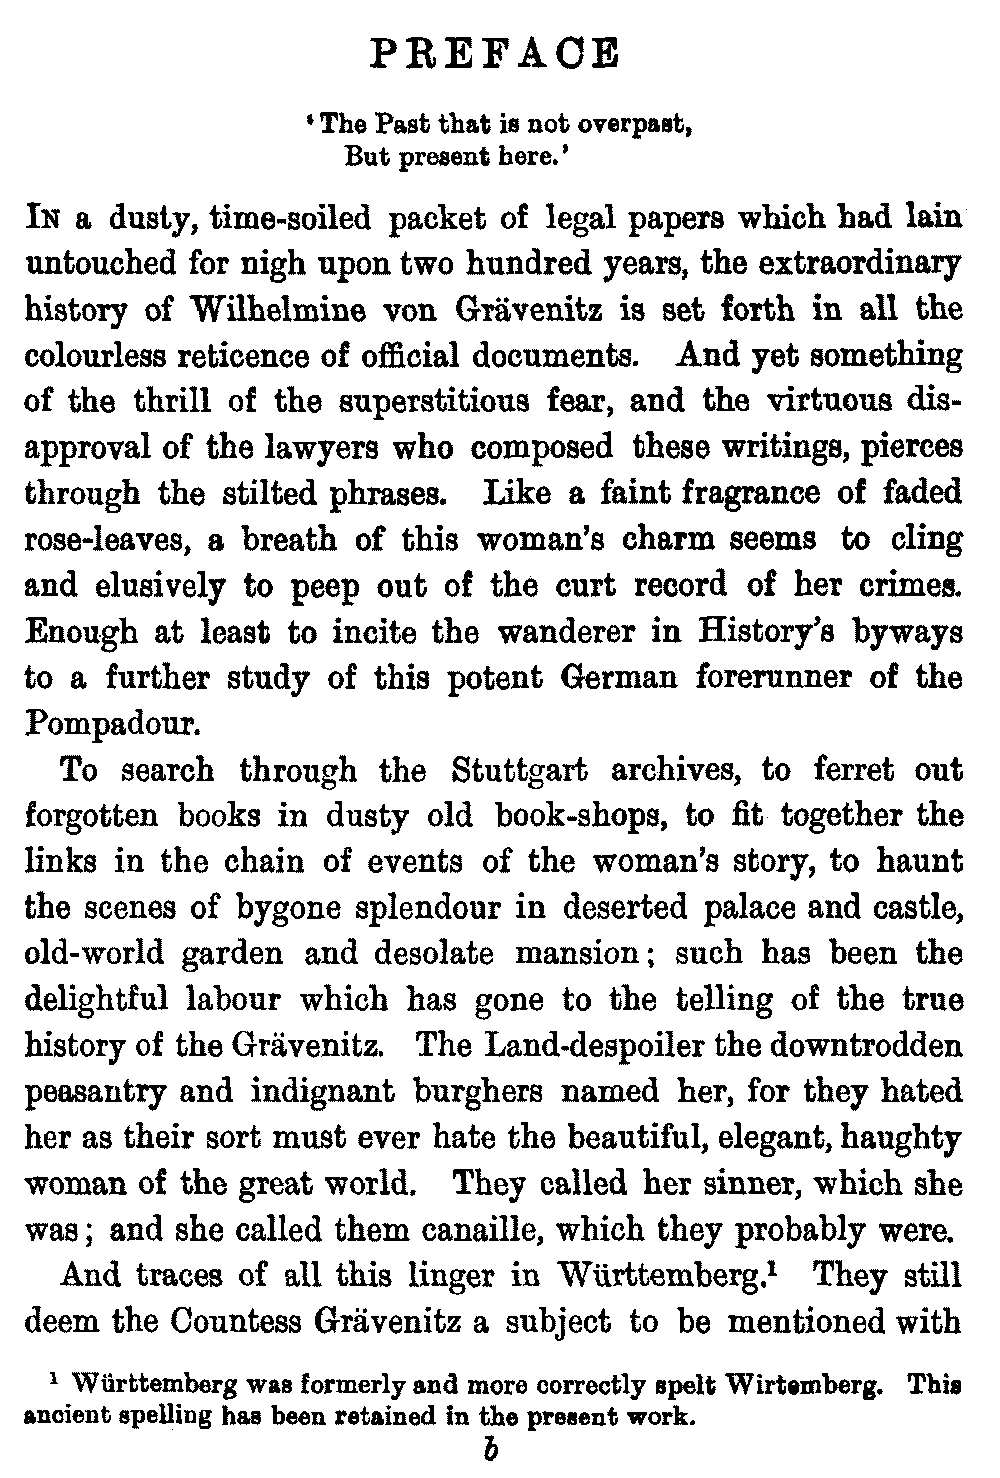 PREFACE
‘The Past that is not overpast,
But present here.’
In a dusty, time-soiled packet of legal papers which had lain
untouched for nigh upon two hundred years, the extraordinary
history of Wilhelmine von Grävenitz is set forth in all the
colourless reticence of official documents. And yet something
of the thrill of the superstitious fear, and the virtuous dis-
approval of the lawyers who composed these writings, pierces
through the stilted phrases. Like a faint fragrance of faded
rose-leaves, a breath of this woman’s charm seems to cling
and elusively to peep out of the curt record of her crimes.
Enough at least to incite the wanderer in History’s byways
to a further study of this potent German forerunner of the
Pompadour.
To search through the Stuttgart archives, to ferret out
forgotten books in dusty old book-shops, to fit together the
links in the chain of events of the woman’s story, to haunt
the scenes of bygone splendour in deserted palace and castle,
old-world garden and desolate mansion; such has been the
delightful labour which has gone to the telling of the true
history of the Grävenitz. The Land-despoiler the downtrodden
peasantry and indignant burghers named her, for they hated
her as their sort must ever hate the beautiful, elegant, haughty
woman of the great world. They called her sinner, which she
was; and she called them canaille, which they probably were.
And traces of all this linger in Württemberg.¹ They still
deem the Countess Grävenitz a subject to be mentioned with
¹ Württemberg was formerly and more correctly spelt Wirtemberg. This
ancient spelling has been retained in the present work.
b